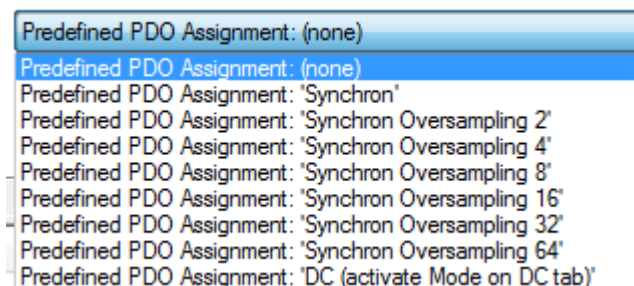 Predefined PDO Assignment: (none)
Predefined PDO Assignment: (none)
Predefined PDO Assignment: 'Synchron'
Predefined PDO Assignment: 'Synchron Oversampling 2'
Predefined PDO Assignment: 'Synchron Oversampling 4'
Predefined PDO Assignment: 'Synchron Oversampling 8'
Predefined PDO Assignment: 'Synchron Oversampling 16'
Predefined PDO Assignment: 'Synchron Oversampling 32'
Predefined PDO Assignment: 'Synchron Oversampling 64'
Predefined PDO Assignment: 'DC (activate Mode on DC tab)'